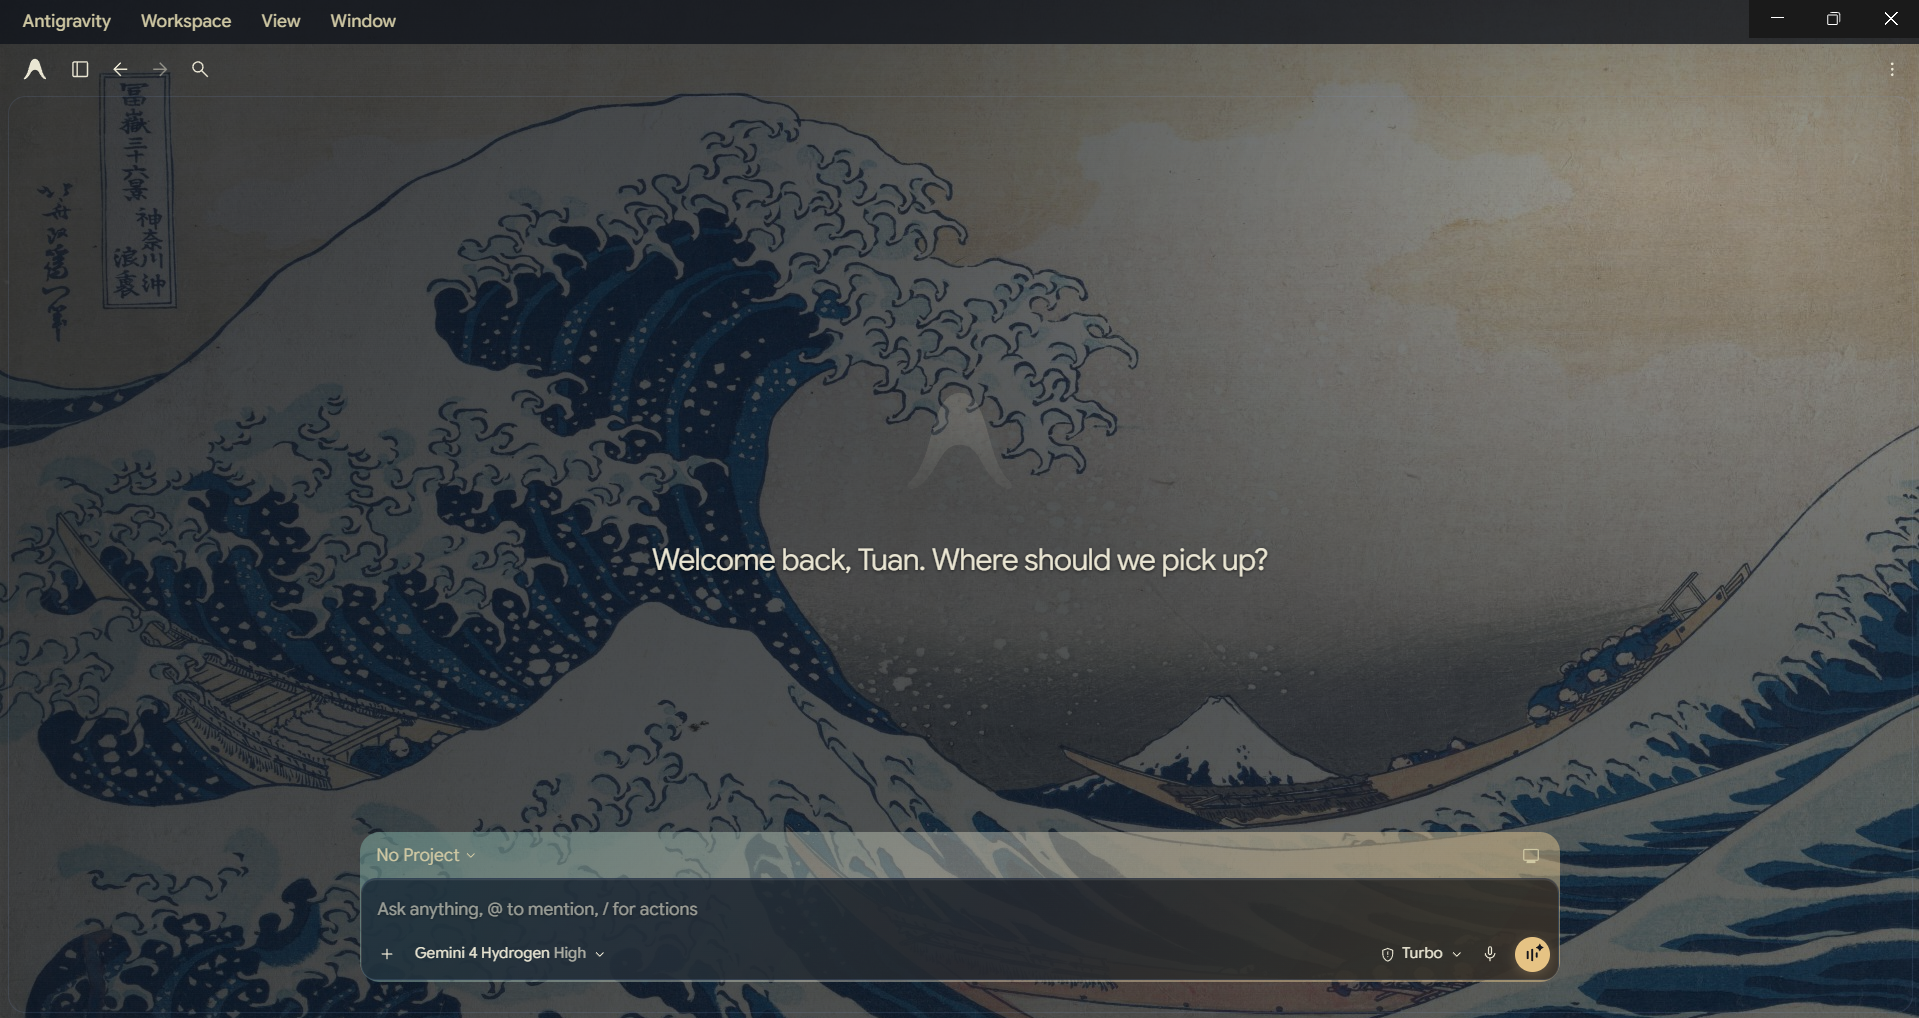 Antigravity Workspace View Window
冨嶽三十六景
神奈川沖
浪裏
Welcome back, Tuan. Where should we pick up?
No Project
Ask anything, @ to mention, / for actions
Gemini 4 Hydrogen High
Turbo